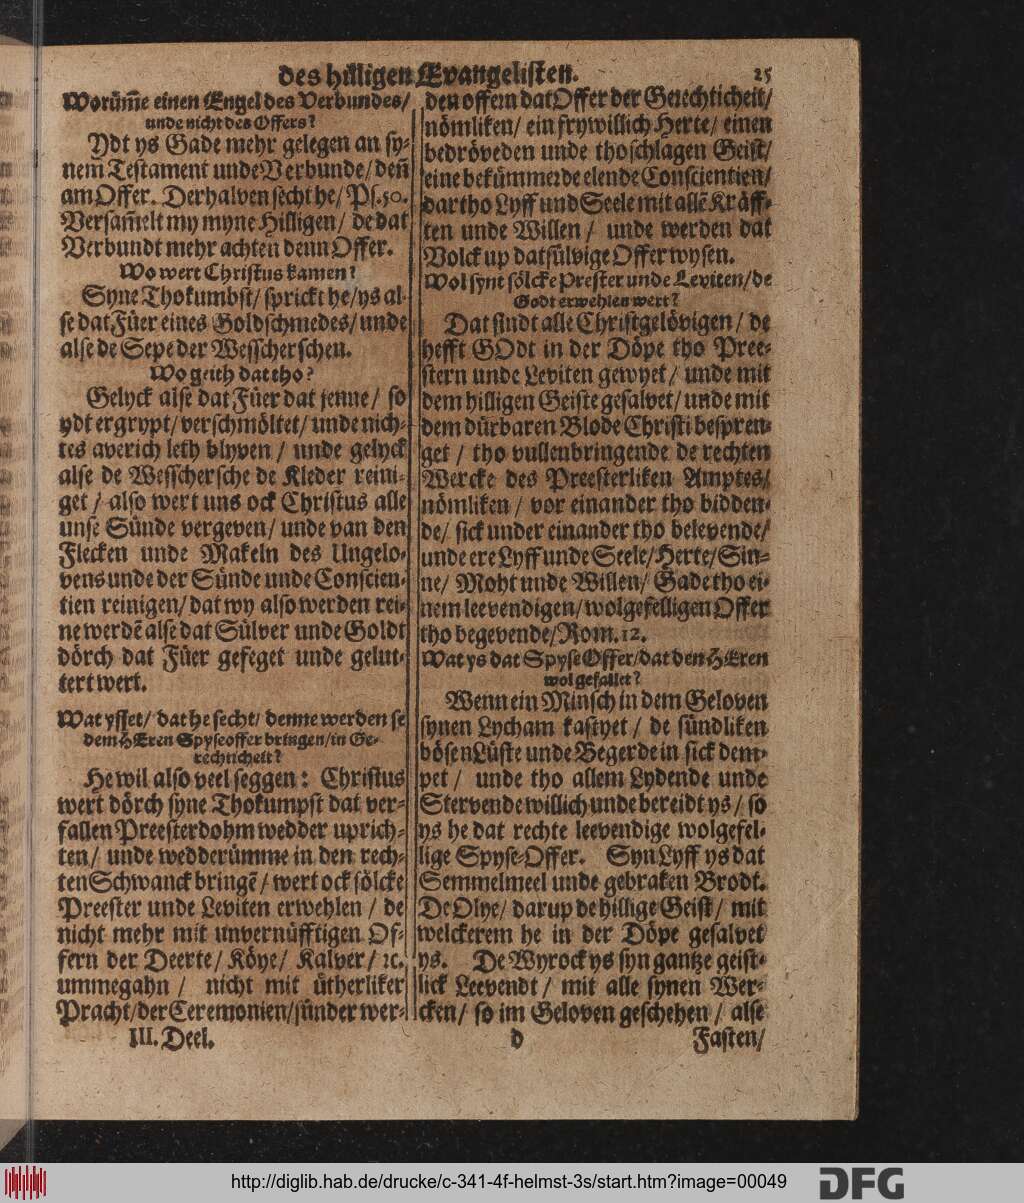 des hilligen Evangelisten. 25
Worüm̃e einen Engel des Verbundes/
unde nicht des Offers?
Ydt ys Gade mehr gelegen an sy-
nem Testament unde Verbunde/ den̄
am Offer. Derhalven secht he/ Ps. 50.
Versam̃elt my myne Hilligen/ de dat
Verbundt mehr achten denn Offer.
Wo wert Christus kamen?
Syne Thokumbst/ sprickt he/ ys al-
se dat Füer eines Goldschmedes/ unde
alse de Sepe der Wesscherschen.
Wo geith dat tho?
Gelyck alse dat Füer dat jenne/ so
ydt ergrypt/ verschmöltet/ unde nich-
tes averich leth blyven/ unde gelyck
alse de Wesschersche de Kleder reini-
get/ also wert uns ock Christus alle
unse Sünde vergeven/ unde van den
Flecken unde Makeln des Ungelo-
vens unde der Sünde unde Conscien-
tien reinigen/ dat wy also werden rei-
ne werdē alse dat Sülver unde Goldt
dörch dat Füer gefeget unde gelut-
tert wert.
Wat ysset/ dat he secht/ denne werden se
dem HEren Spyseoffer bringen/ in Ge-
rechticheit?
He wil also veel seggen: Christus
wert dörch syne Thokumpst dat ver-
fallen Preesterdohm wedder uprich-
ten/ unde wedderümme in den rech-
ten Schwanck bringē/ wert ock sölcke
Preester unde Leviten erwehlen/ de
nicht mehr mit unvernüfftigen Of-
fern der Deerte/ Köye/ Kalver/ ꝛc.
ummegahn/ nicht mit ütherliker
Pracht/ der Ceremonien/ sünder wer-
III. Deel.
den offern dat Offer der Gerechticheit/
nömliken/ ein frywillich Herte/ einen
bedröveden unde thoschlagen Geist/
eine bekümmerde elende Conscientien/
dartho Lyff und Seele mit allē Kräff-
ten unde Willen/ unde werden dat
Volck up datsülvige Offer wysen.
Wol synt sölcke Prester unde Leviten/ de
Godt erwehlen wert?
Dat sindt alle Christgelövigen/ de
hefft GOdt in der Döpe tho Pree-
stern unde Leviten gewyet/ unde mit
dem hilligen Geiste gesalvet/ unde mit
dem dürbaren Blode Christi bespren-
get/ tho vullenbringende de rechten
Wercke des Preesterliken Amptes/
nömliken/ vor einander tho bidden-
de/ sick under einander tho belevende/
unde ere Lyff unde Seele/ Herte/ Sin-
ne/ Moht unde Willen/ Gade tho ei-
nem leevendigen/ wolgefelligen Offer
tho begevende/ Rom. 12.
Wat ys dat Spyse Offer/ dat den HEren
wol gefallet?
Wenn ein Minsch in dem Geloven
synen Lycham kastyet/ de sündliken
bösen Lüste unde Begerde in sick dem-
pet/ unde tho allem Lydende unde
Stervende willich unde bereidt ys/ so
ys he dat rechte leevendige wolgefel-
lige Spyse-Offer. Syn Lyff ys dat
Semmelmeel unde gebraken Brodt.
De Olye/ darup de hillige Geist/ mit
welckerem he in der Döpe gesalvet
ys. De Wyrock ys syn gantze geist-
lick Leevendt/ mit alle synen Wer-
cken/ so im Geloven geschehen/ alse
d Fasten/
http://diglib.hab.de/drucke/c-341-4f-helmst-3s/start.htm?image=00049
DFG